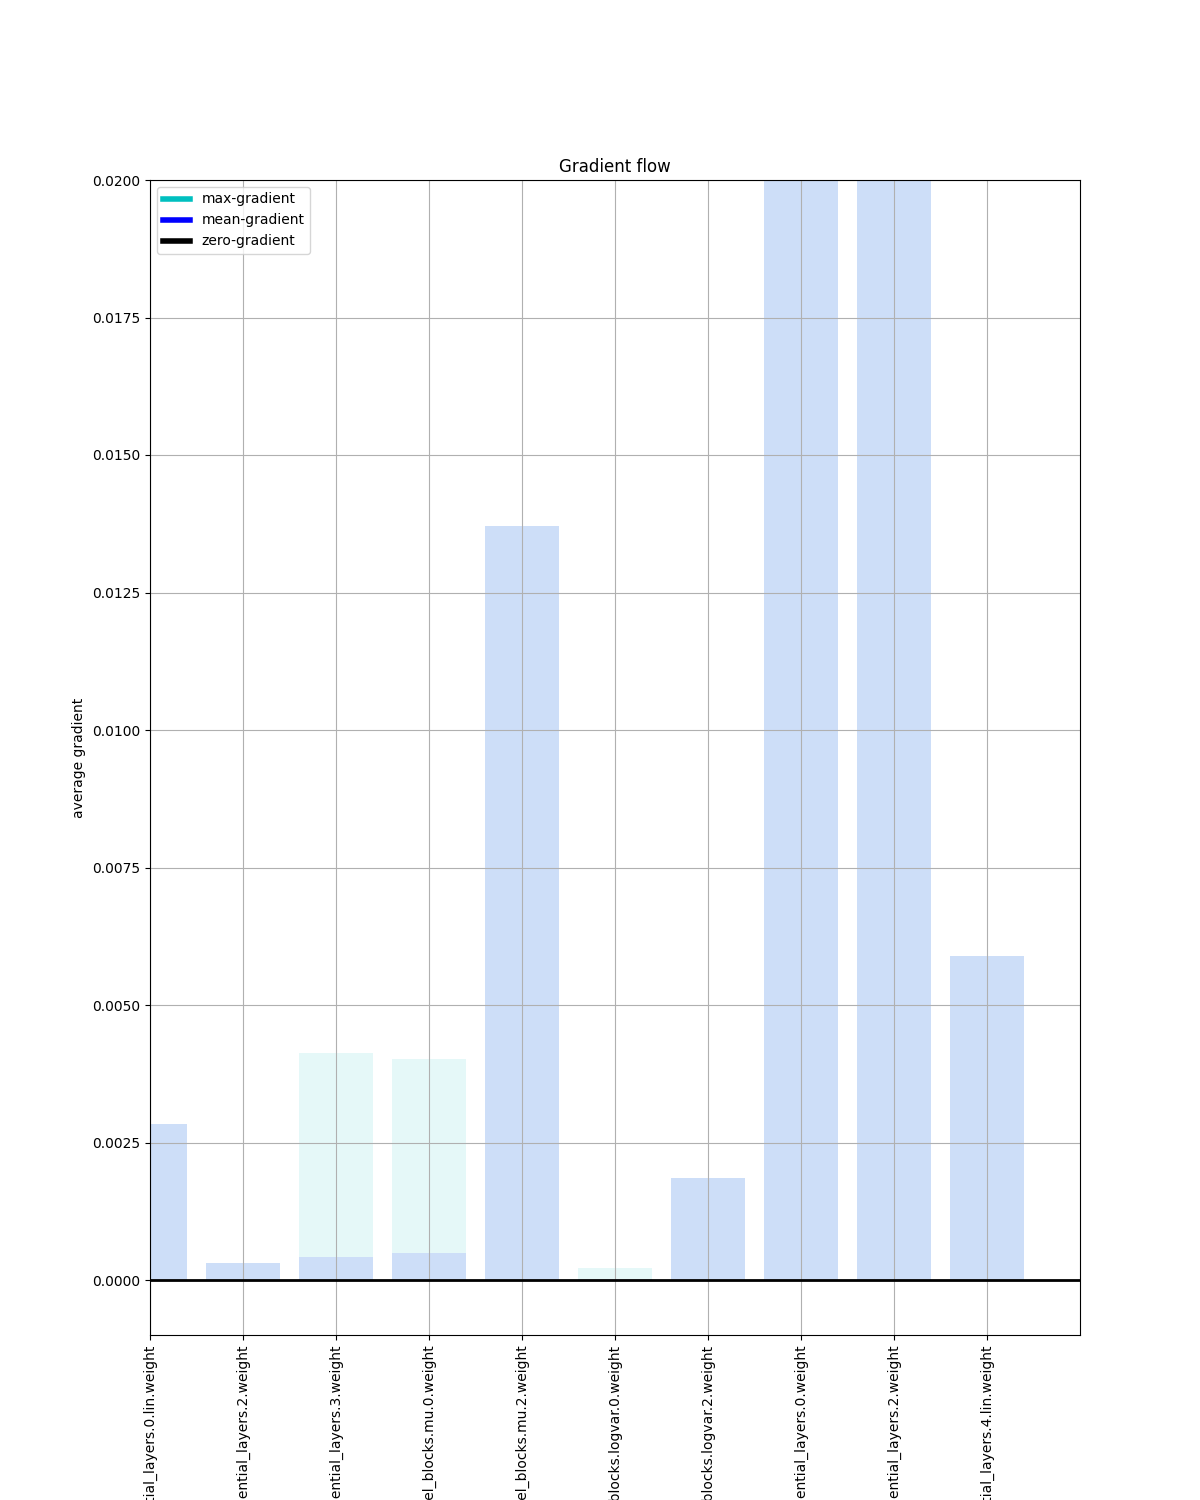 Gradient flow
max-gradient
mean-gradient
zero-gradient
0.0200
0.0175
0.0150
0.0125
0.0100
0.0075
0.0050
0.0025
0.0000
average gradient
tial_layers.0.lin.weight
ential_layers.2.weight
ential_layers.3.weight
el_blocks.mu.0.weight
el_blocks.mu.2.weight
blocks.logvar.0.weight
blocks.logvar.2.weight
ential_layers.0.weight
ential_layers.2.weight
tial_layers.4.lin.weight